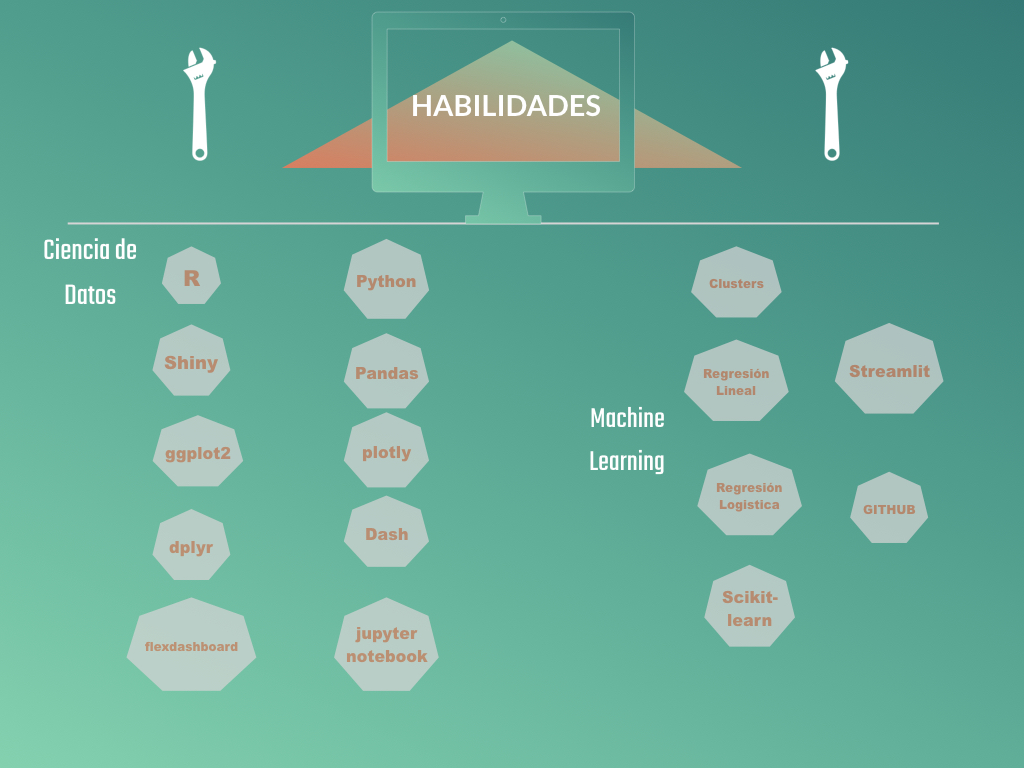 HABILIDADES
Ciencia de
Datos
R
Shiny
ggplot2
dplyr
flexdashboard
Python
Pandas
plotly
Dash
jupyter
notebook
Machine
Learning
Clusters
Regresión
Lineal
Regresión
Logistica
Scikit-
learn
Streamlit
GITHUB